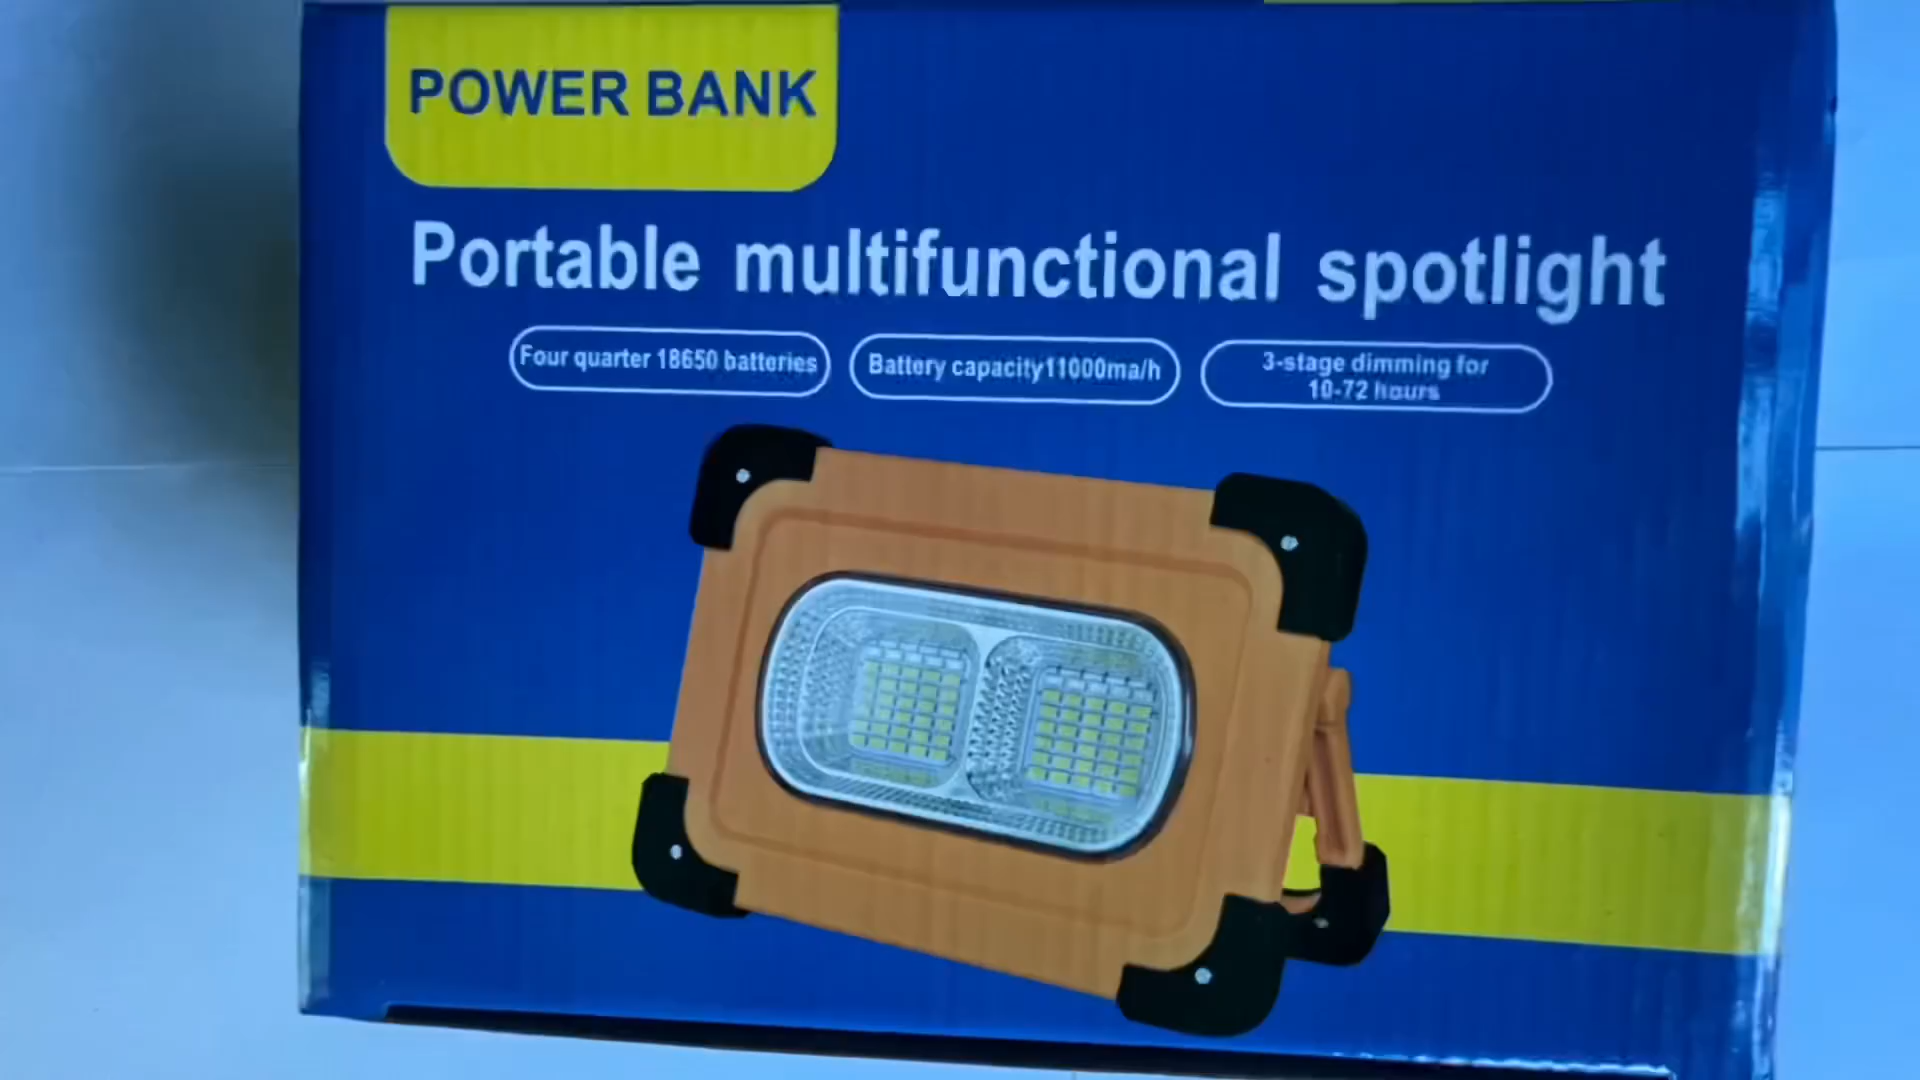 POWER BANK
Portable multifunctional spotlight
Four quarter 18650 batteries
Battery capacity11000ma/h
3-stage dimming for
10-72 hours